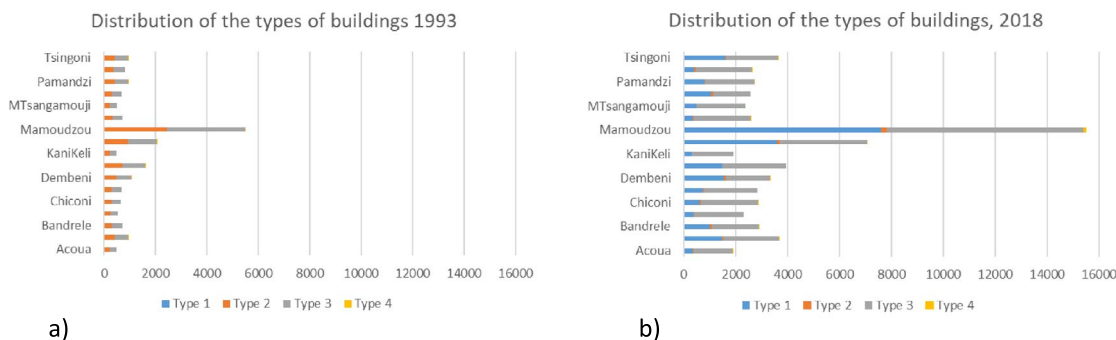 Distribution of the types of buildings 1993
Tsingoni
Pamandzi
MTsangamouji
Mamoudzou
KaniKeli
Dembeni
Chiconi
Bandrele
Acoua
0 2000 4000 6000 8000 10000 12000 14000 16000
Type 1 Type 2 Type 3 Type 4
a)
Distribution of the types of buildings, 2018
Tsingoni
Pamandzi
MTsangamouji
Mamoudzou
KaniKeli
Dembeni
Chiconi
Bandrele
Acoua
0 2000 4000 6000 8000 10000 12000 14000 16000
Type 1 Type 2 Type 3 Type 4
b)